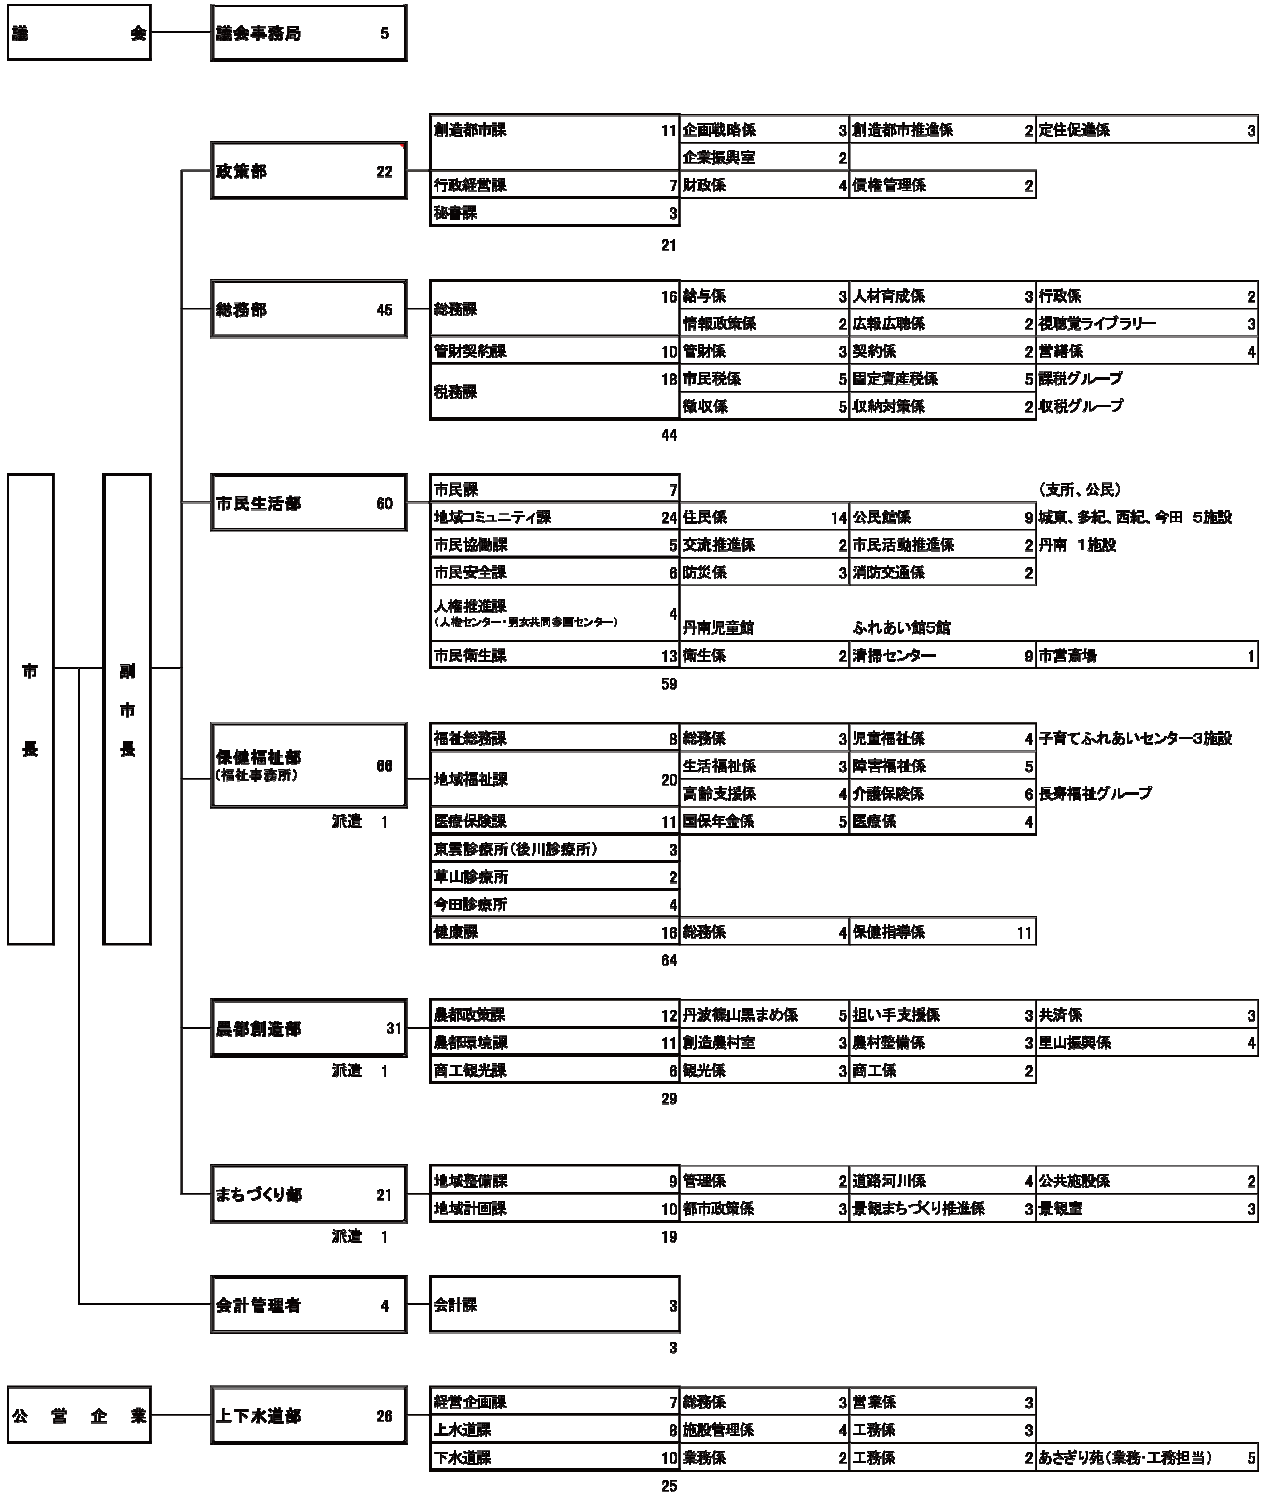 議　会　議会事務局　5
創造都市課　11　企画戦略係　3　創造都市推進係　2　定住促進係　3
企業振興室　2
政策部　22
行政経営課　7　財政係　4　債権管理係　2
秘書課　3
21
16　給与係　3　人材育成係　3　行政係　2
総務部　45　総務課
情報政策係　2　広報広聴係　2　視聴覚ライブラリー　3
管財契約課　10　管財係　3　契約係　2　営繕係　4
18　市民税係　5　固定資産税係　5　課税グループ
税務課
徴収係　5　収納対策係　2　収税グループ
44
市民課　7　（支所、公民）
市民生活部　60
地域コミュニティ課　24　住民係　14　公民館係　9　城東、多紀、西紀、今田　5施設
市民協働課　5　交流推進係　2　市民活動推進係　2　丹南　1施設
市民安全課　6　防災係　3　消防交通係　2
人権推進課　4
（人権センター・男女共同参画センター）
丹南児童館　ふれあい館5館
市民衛生課　13　衛生係　2　清掃センター　9　市営斎場　1
市長　副市長
59
福祉総務課　8　総務係　3　児童福祉係　4　子育てふれあいセンター3施設
保健福祉部　66
（福祉事務所）
生活福祉係　3　障害福祉係　5
地域福祉課　20
高齢支援係　4　介護保険係　6　長寿福祉グループ
派遣　1
医療保険課　11　国保年金係　5　医療係　4
東雲診療所（後川診療所）　3
草山診療所　2
今田診療所　4
健康課　16　総務係　4　保健指導係　11
64
農都政策課　12　丹波篠山黒まめ係　5　担い手支援係　3　共済係　3
農都創造部　31
農都環境課　11　創造農村室　3　農村整備係　3　里山振興係　4
派遣　1
商工観光課　6　観光係　3　商工係　2
29
地域整備課　9　管理係　2　道路河川係　4　公共施設係　2
まちづくり部　21
地域計画課　10　都市政策係　3　景観まちづくり推進係　3　景観室　3
派遣　1
19
会計管理者　4　会計課　3
3
経営企画課　7　総務係　3　営業係　3
公営企業　上下水道部　26
上水道課　8　施設管理係　4　工務係　3
下水道課　10　業務係　2　工務係　2　あさぎり苑（業務・工務担当）　5
25